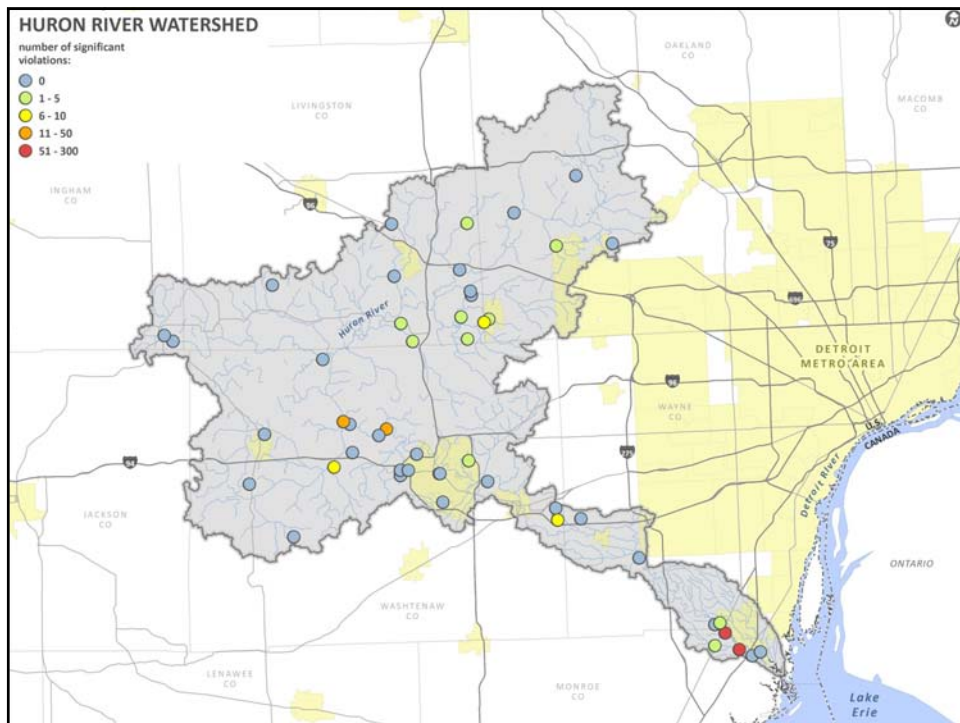 HURON RIVER WATERSHED
number of significant
violations:
0
1 - 5
6 - 10
11 - 50
51 - 300
OAKLAND
CO
MACOMB
CO
LIVINGSTON
CO
INGHAM
CO
96
75
696
Huron River
DETROIT
METRO AREA
96
WAYNE
CO
U.S.
CANADA
275
94
Detroit River
JACKSON
CO
ONTARIO
WASHTENAW
CO
LENAWEE
CO
MONROE
CO
Lake
Erie